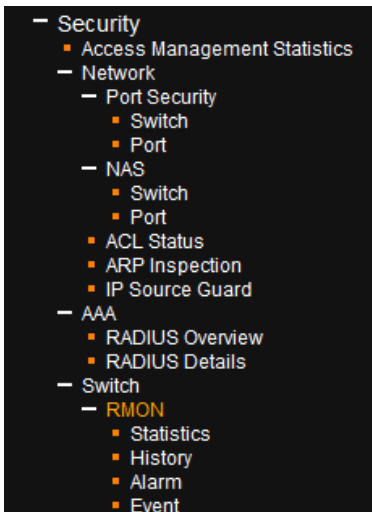 Security
Access Management Statistics
Network
Port Security
Switch
Port
NAS
Switch
Port
ACL Status
ARP Inspection
IP Source Guard
AAA
RADIUS Overview
RADIUS Details
Switch
RMON
Statistics
History
Alarm
Event